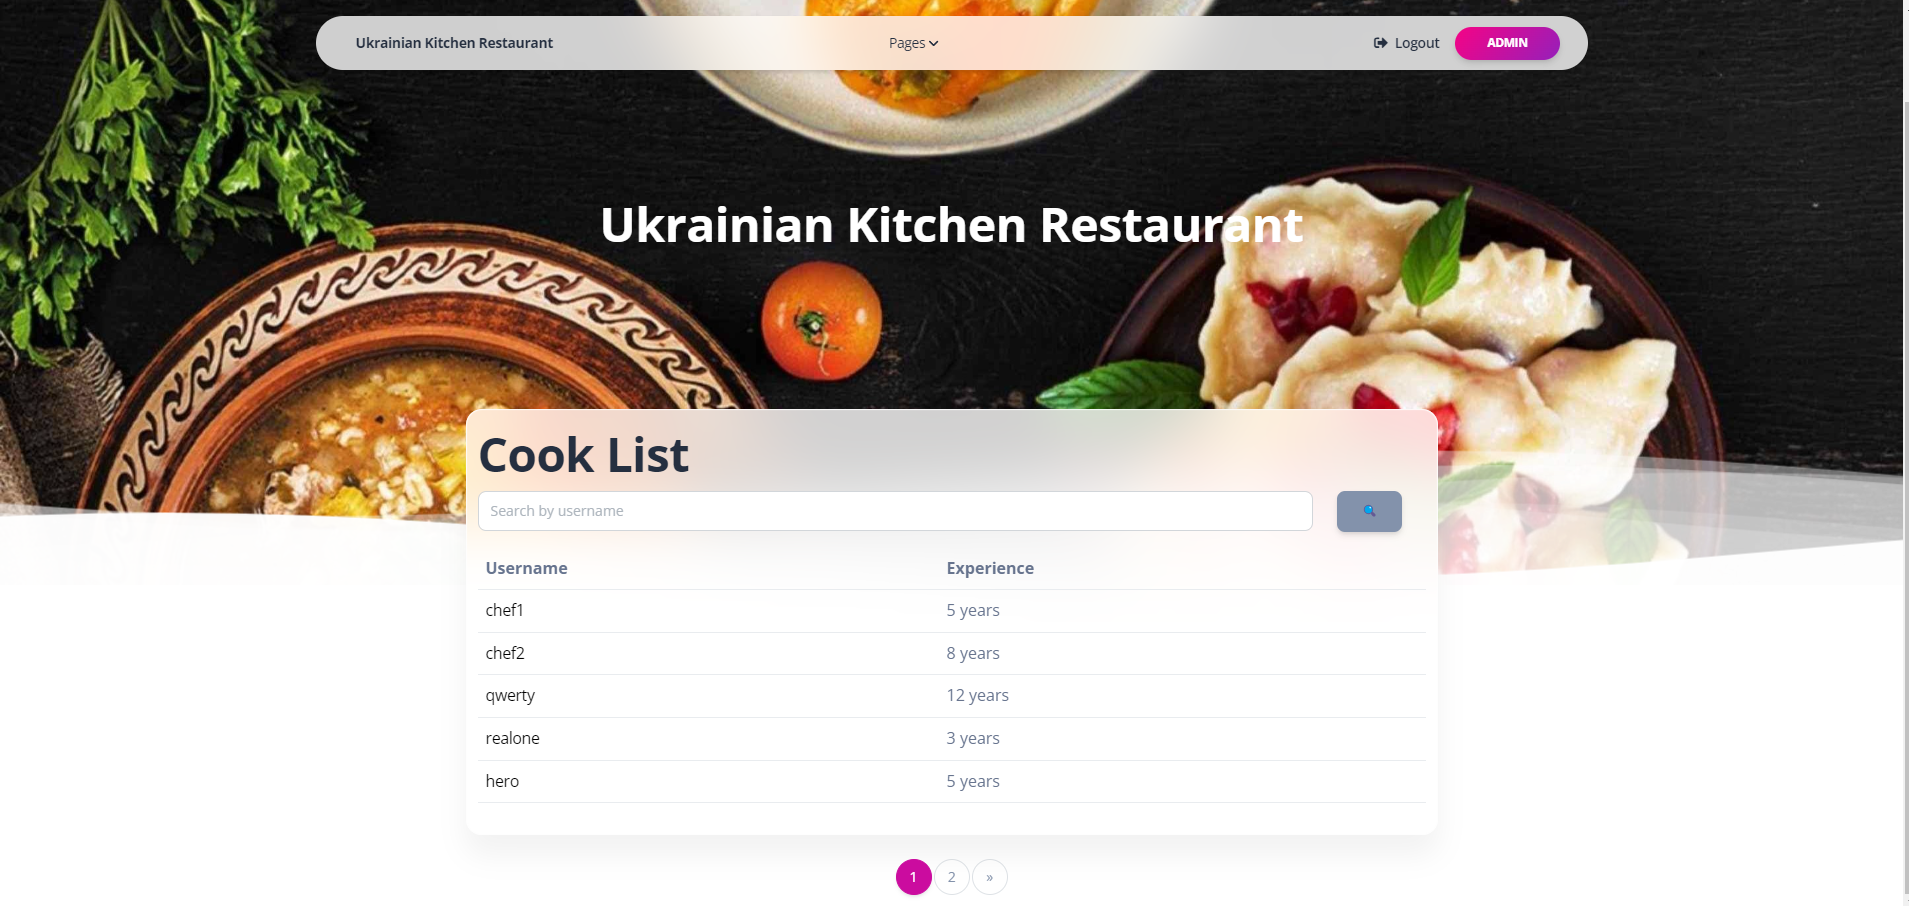 Ukrainian Kitchen Restaurant
Pages
Logout
ADMIN
Ukrainian Kitchen Restaurant
Cook List
Search by username
Username Experience
chef1 5 years
chef2 8 years
qwerty 12 years
realone 3 years
hero 5 years
1 2 »